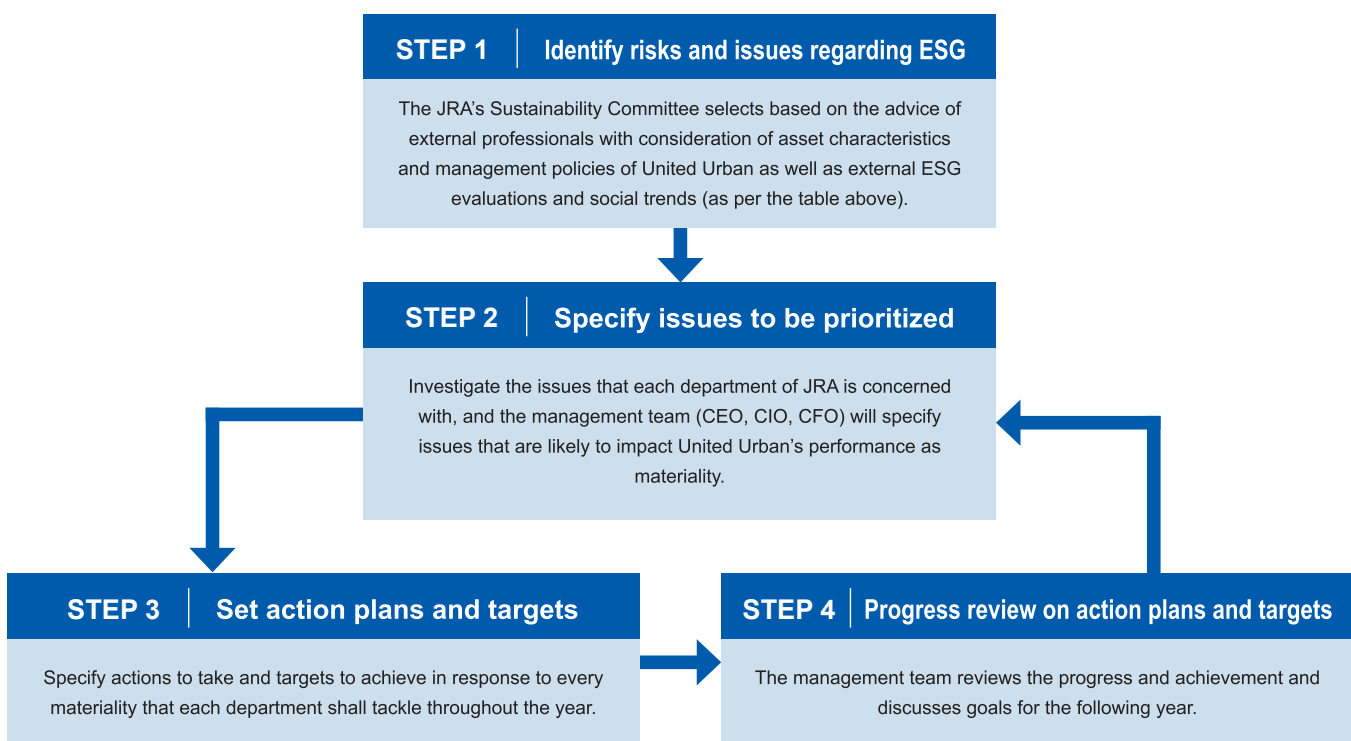 STEP 1 Identify risks and issues regarding ESG
The JRA’s Sustainability Committee selects based on the advice of
external professionals with consideration of asset characteristics
and management policies of United Urban as well as external ESG
evaluations and social trends (as per the table above).
STEP 2 Specify issues to be prioritized
Investigate the issues that each department of JRA is concerned
with, and the management team (CEO, CIO, CFO) will specify
issues that are likely to impact United Urban’s performance as
materiality.
STEP 3 Set action plans and targets
Specify actions to take and targets to achieve in response to every
materiality that each department shall tackle throughout the year.
STEP 4 Progress review on action plans and targets
The management team reviews the progress and achievement and
discusses goals for the following year.